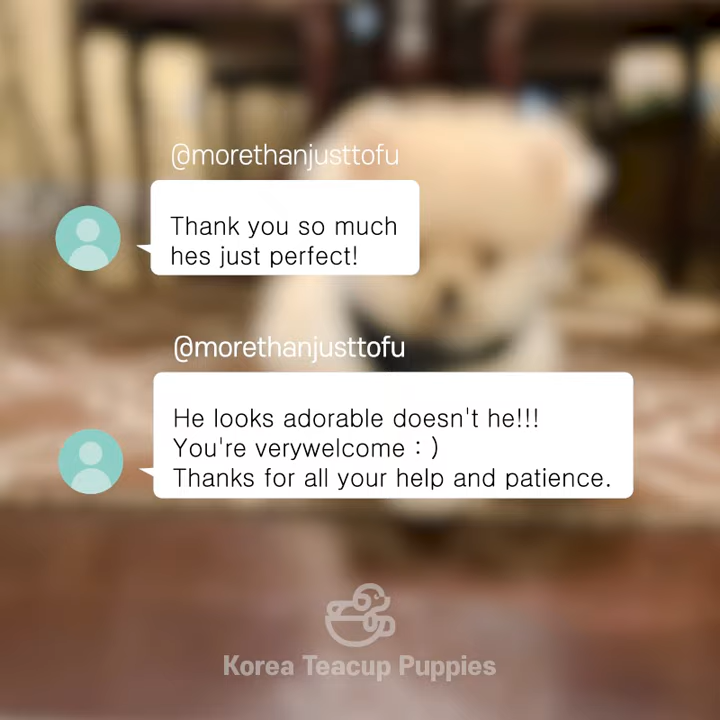 @morethanjusttofu
Thank you so much
hes just perfect!
@morethanjusttofu
He looks adorable doesn't he!!!
You're verywelcome : )
Thanks for all your help and patience.
Korea Teacup Puppies